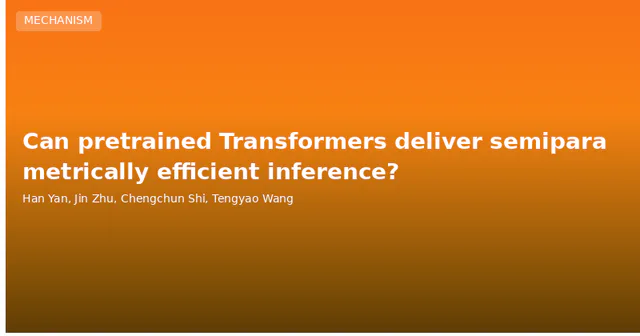 MECHANISM
Can pretrained Transformers deliver semipara
metrically efficient inference?
Han Yan, Jin Zhu, Chengchun Shi, Tengyao Wang